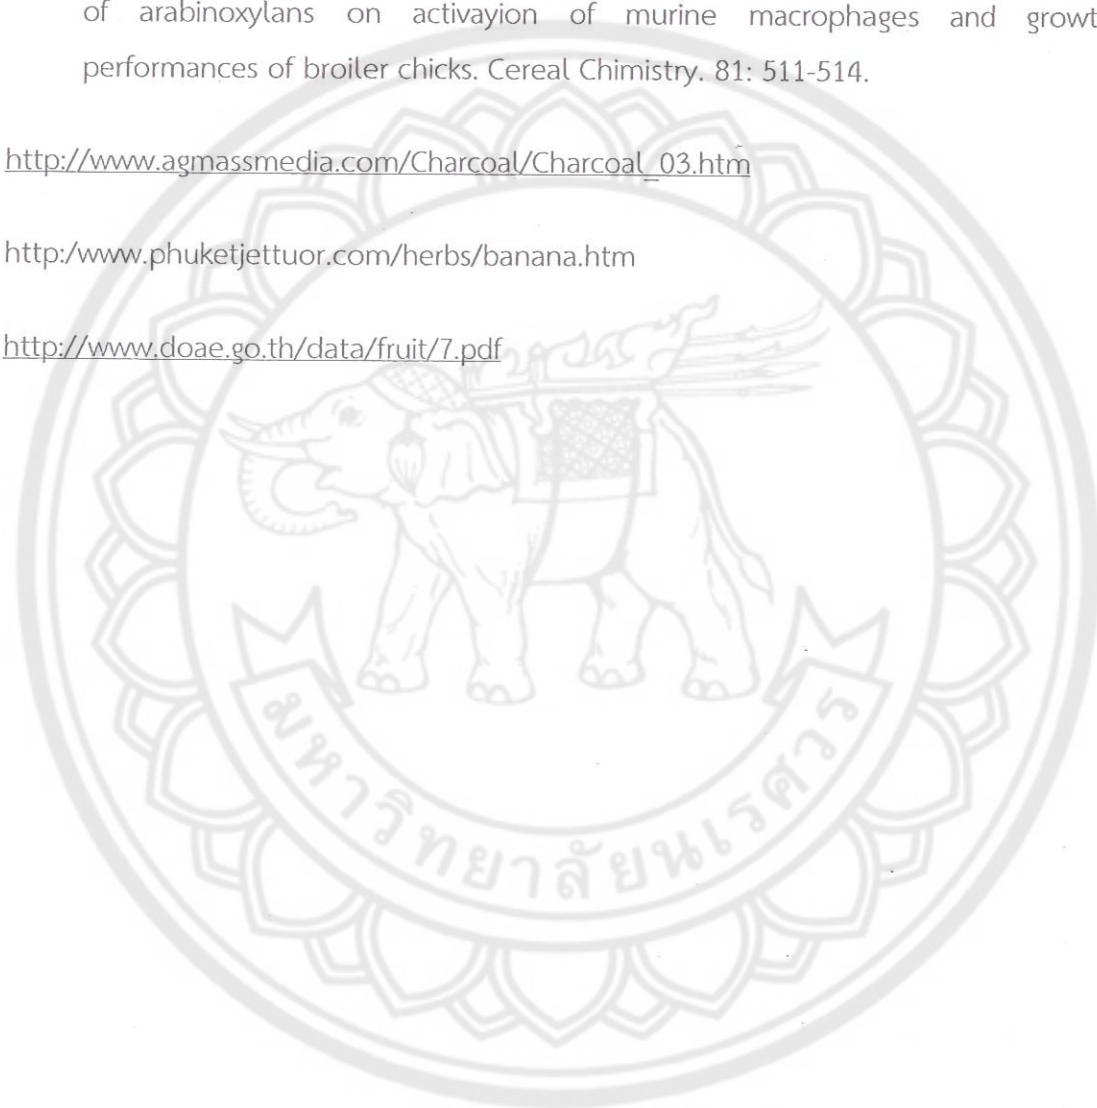 of arabinoxylans on activayion of murine macrophages and growt
performances of broiler chicks. Cereal Chimistry. 81: 511-514.
http://www.agmassmedia.com/Charcoal/Charcoal_03.htm
http:/www.phuketjettuor.com/herbs/banana.htm
http://www.doae.go.th/data/fruit/7.pdf
มหาวิทยาลัยนเรศวร